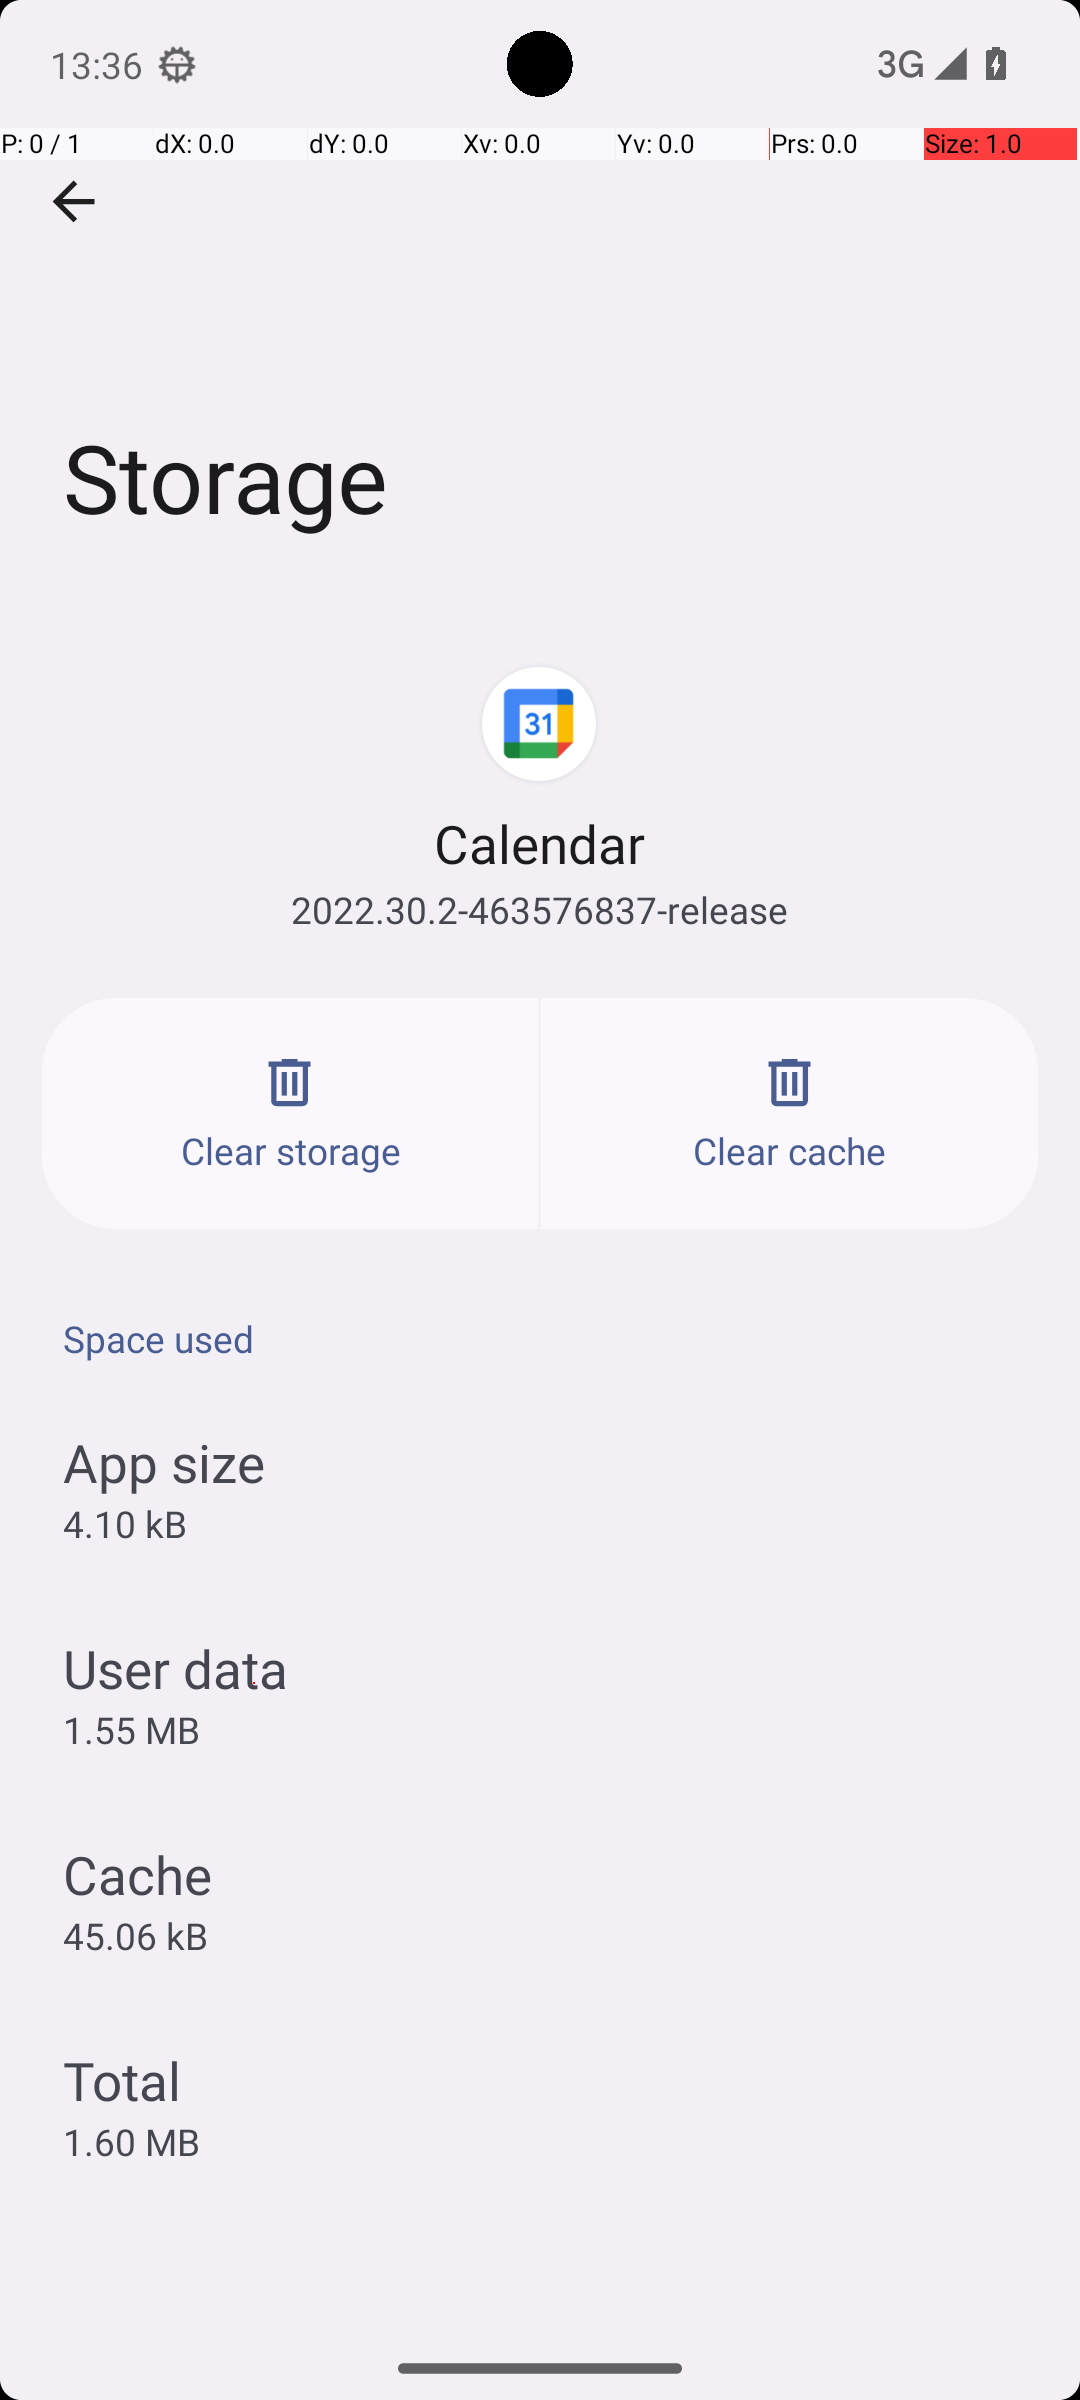 13:36
3G
P: 0 / 1 dX: 0.0 dY: 0.0 Xv: 0.0 Yv: 0.0 Prs: 0.0 Size: 1.0
Storage
31
Calendar
2022.30.2-463576837-release
Clear storage Clear cache
Space used
App size
4.10 kB
User data
1.55 MB
Cache
45.06 kB
Total
1.60 MB